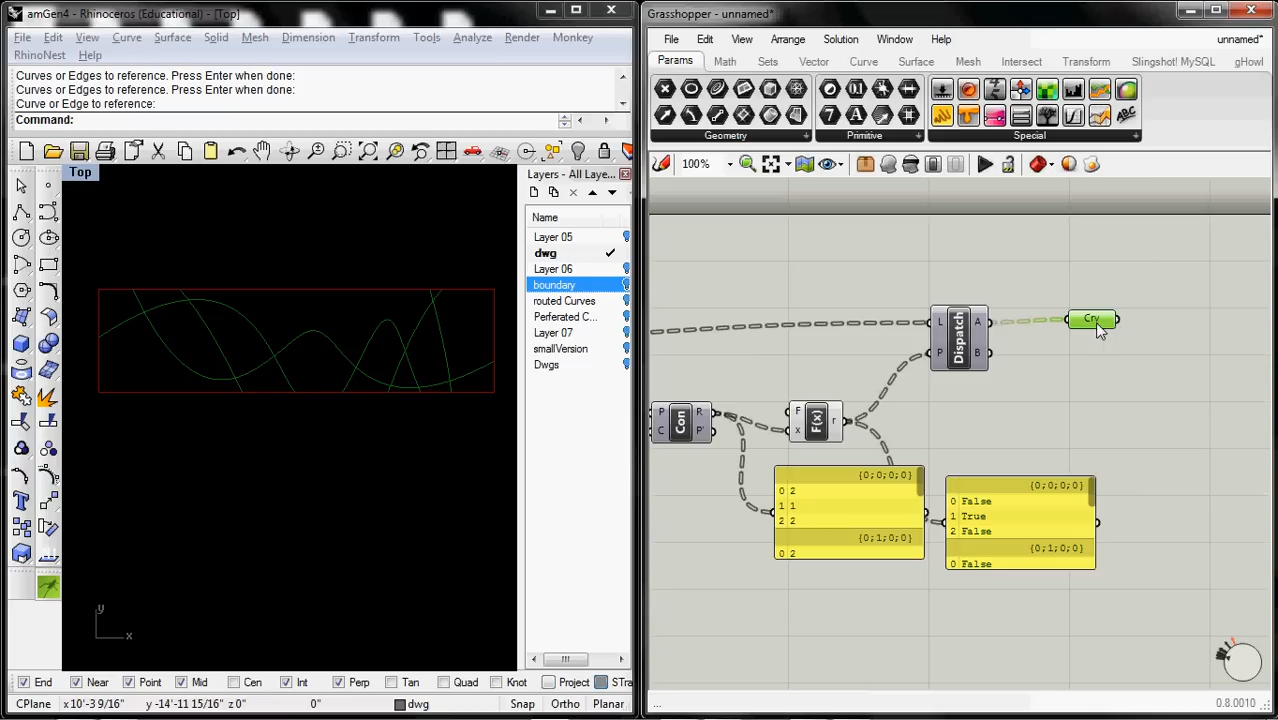 amGen4 - Rhinoceros (Educational) - [Top]
File Edit View Curve Surface Solid Mesh Dimension Transform Tools Analyze Render Monkey
RhinoNest Help
Curves or Edges to reference. Press Enter when done:
Curves or Edges to reference. Press Enter when done:
Curve or Edge to reference:
Command:
Top
Layers - All Laye...
Name
Layer 05
dwg
Layer 06
boundary
routed Curves
Perforated C...
Layer 07
smallVersion
Dwgs
y
x
End Near Point Mid Cen Int Perp Tan Quad Knot Project STra
CPlane x 10'-3 9/16" y -14'-11 15/16" z 0" 0" dwg Snap Ortho Planar
Grasshopper - unnamed*
File Edit View Arrange Solution Window Help unnamed*
Params Math Sets Vector Curve Surface Mesh Intersect Transform Slingshot! MySQL gHowl
Geometry Primitive Special
100%
L Dispatch A
P B
Crv
P Con R
C P'
F F(x) r
x
{0;0;0;0}
0 2
1 1
2 2
{0;1;0;0}
0 2
{0;0;0;0}
0 False
1 True
2 False
{0;1;0;0}
0 False
...
0.8.0010